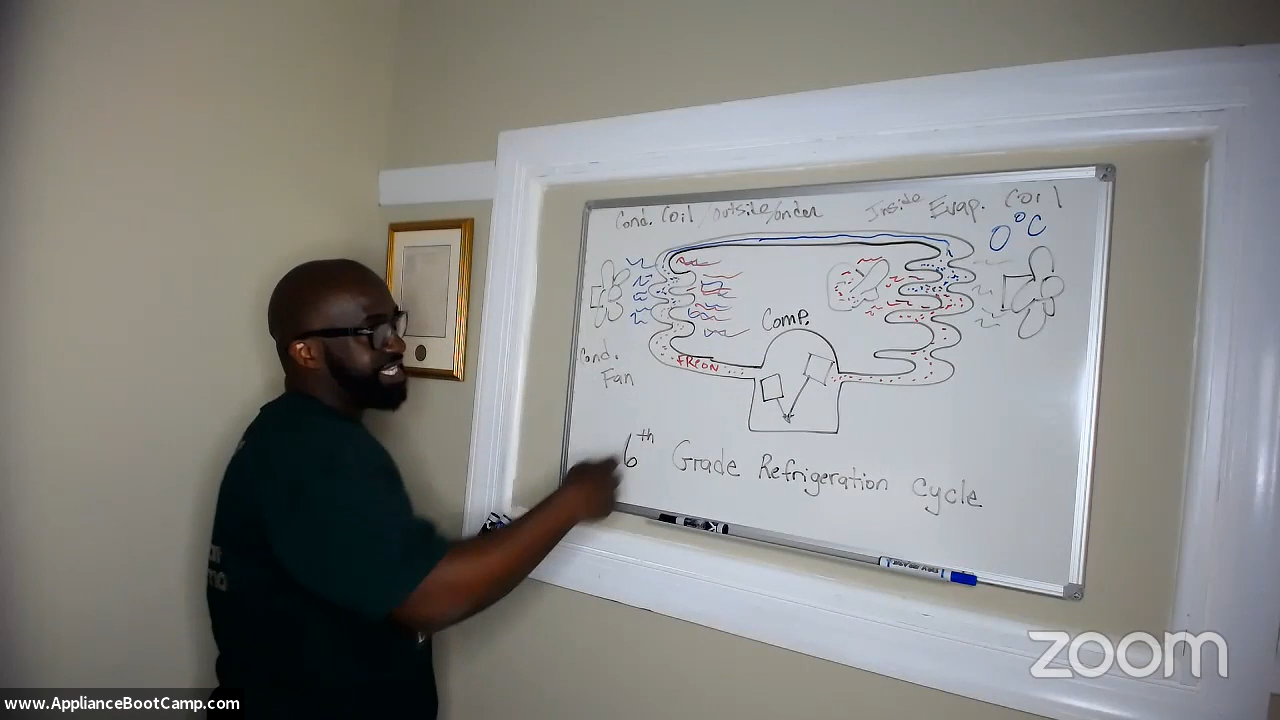 Cond. Coil / outside/under
Inside Evap. Coil
0°C
Comp.
Cond.
Fan
FREON
6th Grade Refrigeration Cycle
zoom
www.ApplianceBootCamp.com